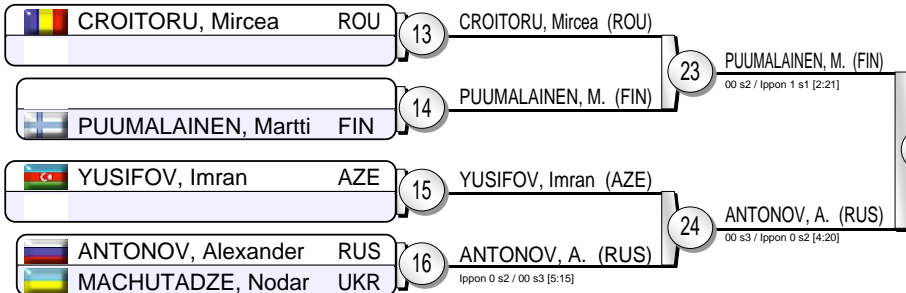 CROITORU, Mircea ROU
PUUMALAINEN, Martti FIN
YUSIFOV, Imran AZE
ANTONOV, Alexander RUS
MACHUTADZE, Nodar UKR
13
14
15
16
CROITORU, Mircea (ROU)
PUUMALAINEN, M. (FIN)
YUSIFOV, Imran (AZE)
ANTONOV, A. (RUS)
Ippon 0 s2 / 00 s3 [5:15]
23
24
PUUMALAINEN, M. (FIN)
00 s2 / Ippon 1 s1 [2:21]
ANTONOV, A. (RUS)
00 s3 / Ippon 0 s2 [4:20]